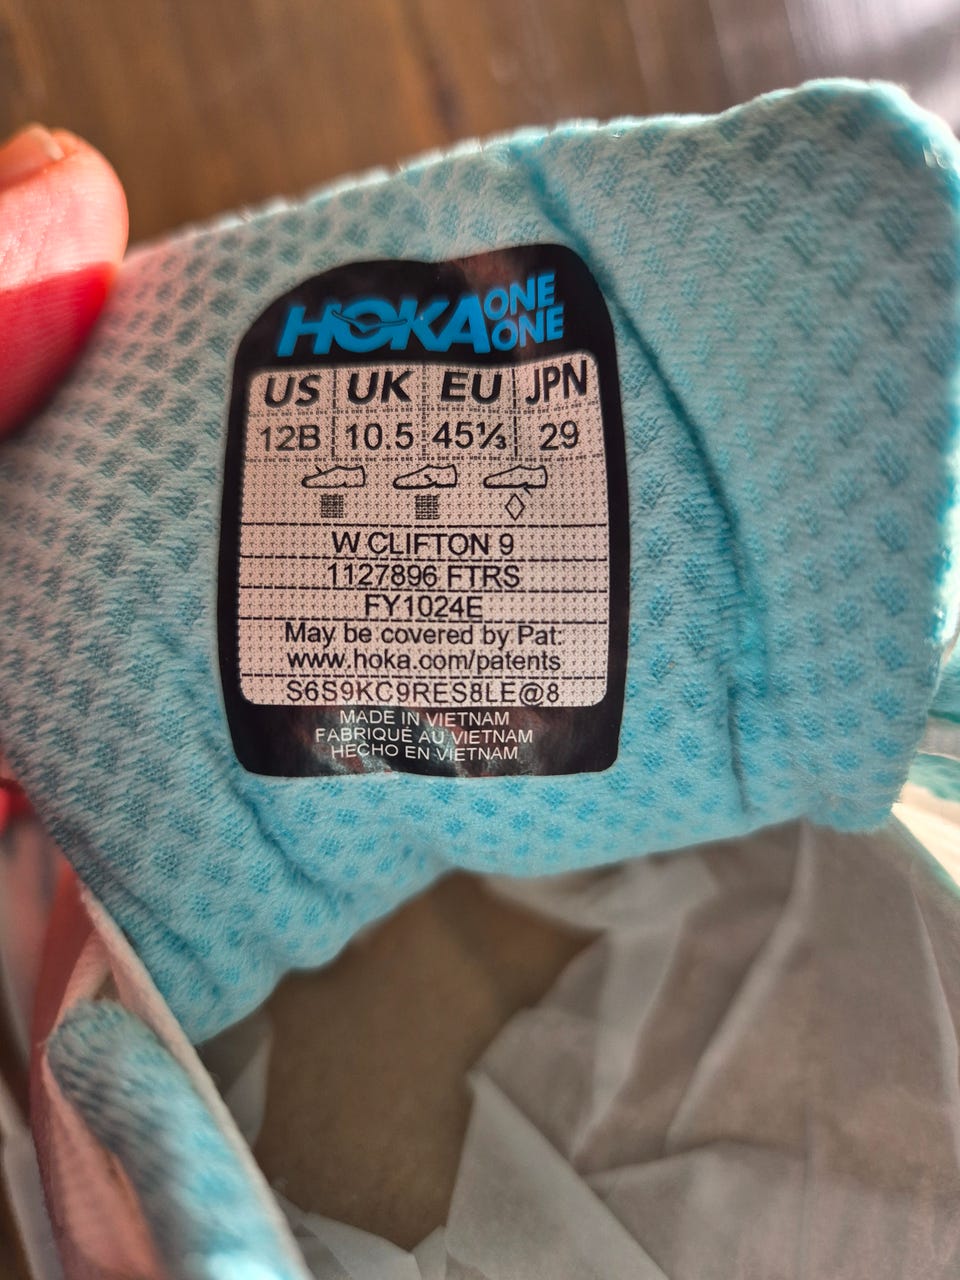 HOKA ONE ONE
US UK EU JPN
12B 10.5 45⅓ 29
W CLIFTON 9
1127896 FTRS
FY1024E
May be covered by Pat:
www.hoka.com/patents
S6S9KC9RES8LE@8
MADE IN VIETNAM
FABRIQUÉ AU VIETNAM
HECHO EN VIETNAM